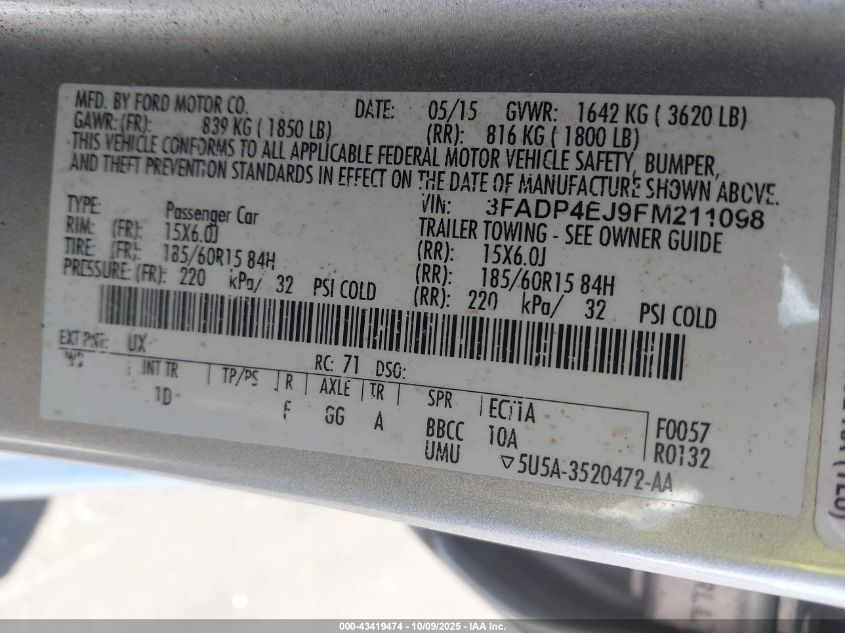 MFD. BY FORD MOTOR CO. DATE: 05/15 GVWR: 1642 KG ( 3620 LB)
GAWR: (FR): 839 KG ( 1850 LB) (RR): 816 KG ( 1800 LB)
THIS VEHICLE CONFORMS TO ALL APPLICABLE FEDERAL MOTOR VEHICLE SAFETY, BUMPER,
AND THEFT PREVENTION STANDARDS IN EFFECT ON THE DATE OF MANUFACTURE SHOWN ABOVE.
VIN: 3FADP4EJ9FM211098
TYPE: Passenger Car TRAILER TOWING - SEE OWNER GUIDE
RIM: (FR): 15X6.0J (RR): 15X6.0J
TIRE: (FR): 185/60R15 84H (RR): 185/60R15 84H
PRESSURE: (FR): 220 kPa/ 32 PSI COLD (RR): 220 kPa/ 32 PSI COLD
EXT PNT: UX RC: 71 DSO:
INT TR TP/PS R AXLE TR SPR EC11A F0057
F GG A BBCC 10A R0132
UMU 5U5A-3520472-AA
000-43419474 - 10/09/2025 - IAA Inc.